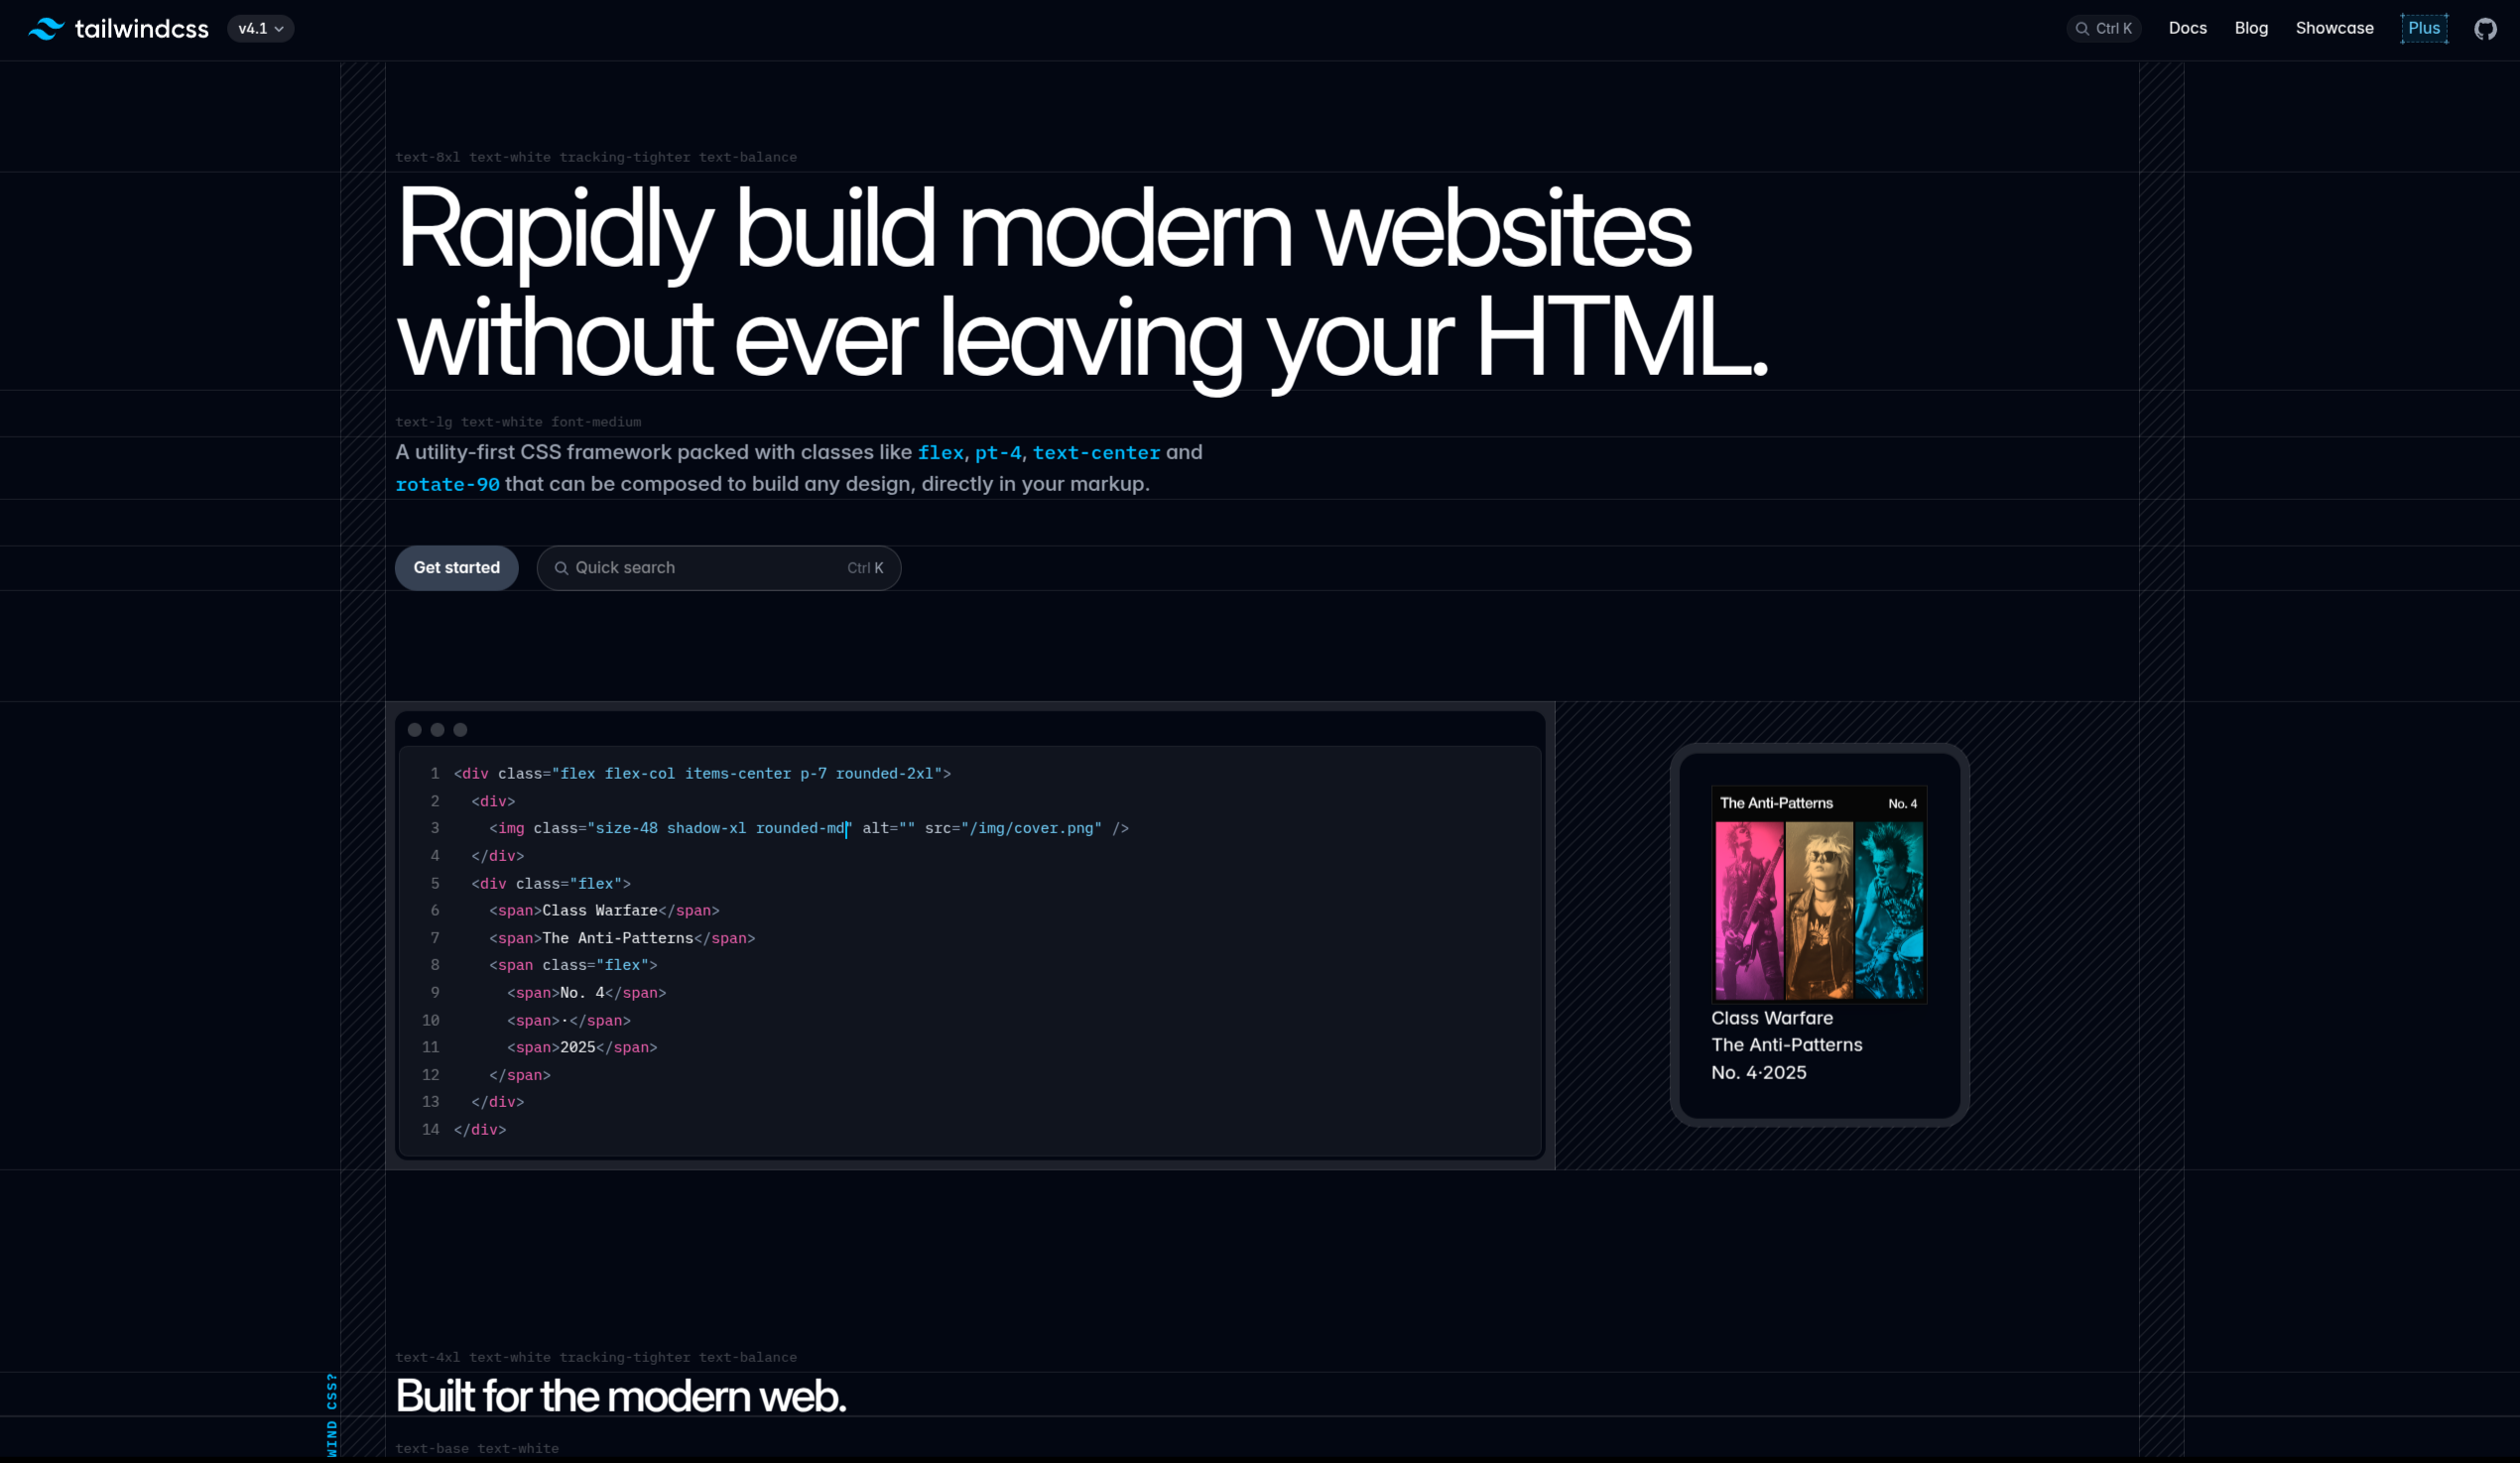 tailwindcss v4.1 Ctrl K Docs Blog Showcase Plus
text-8xl text-white tracking-tighter text-balance
Rapidly build modern websites
without ever leaving your HTML.
text-lg text-white font-medium
A utility-first CSS framework packed with classes like flex, pt-4, text-center and
rotate-90 that can be composed to build any design, directly in your markup.
Get started Quick search Ctrl K
1 <div class="flex flex-col items-center p-7 rounded-2xl">
2 <div>
3 <img class="size-48 shadow-xl rounded-md" alt="" src="/img/cover.png" />
4 </div>
5 <div class="flex">
6 <span>Class Warfare</span>
7 <span>The Anti-Patterns</span>
8 <span class="flex">
9 <span>No. 4</span>
10 <span>·</span>
11 <span>2025</span>
12 </span>
13 </div>
14 </div>
The Anti-Patterns No. 4
Class Warfare
The Anti-Patterns
No. 4·2025
text-4xl text-white tracking-tighter text-balance
Built for the modern web.
WIND CSS?
text-base text-white